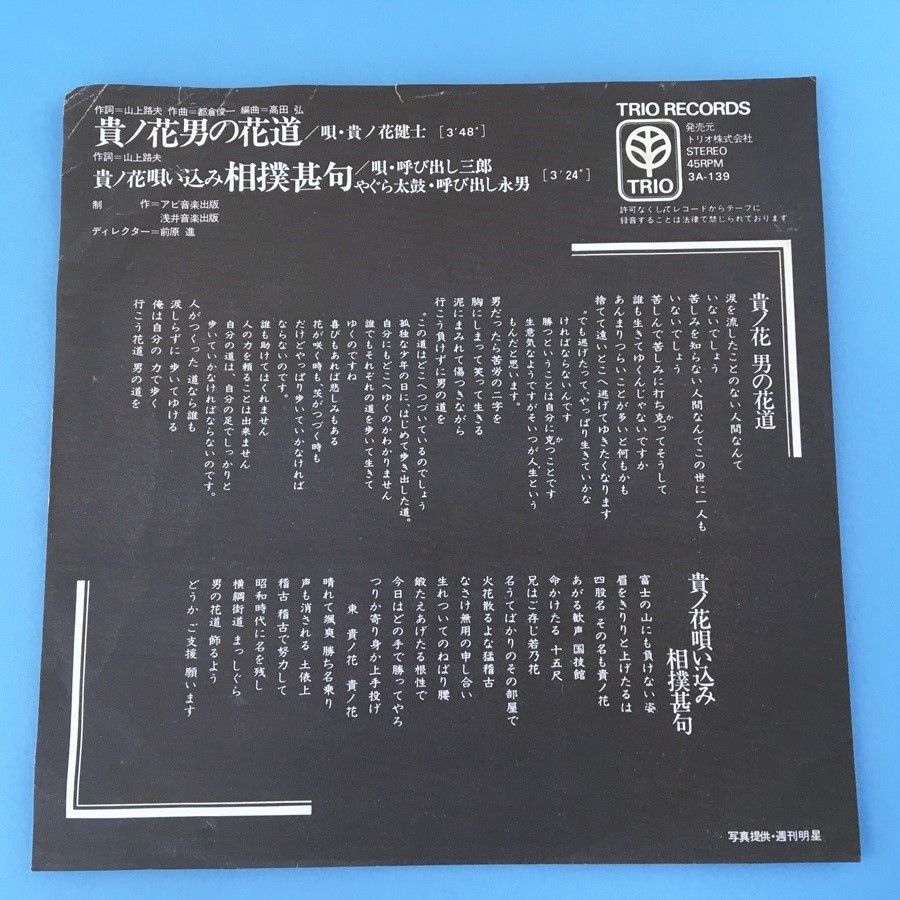 作詞=山上路夫 作曲=都倉俊一 編曲=高田 弘
貴ノ花男の花道/唄・貴ノ花健士 [3'48"]
作詞=山上路夫
貴ノ花唄い込み相撲甚句/唄・呼び出し三郎
やぐら太鼓・呼び出し永男 [3'24"]
制 作=アビ音楽出版
浅井音楽出版
ディレクター=前原 進
TRIO RECORDS
TRIO
発売元
トリオ株式会社
STEREO
45RPM
3A-139
許可なくしてレコードからテープに
録音することは法律で禁じられております
貴ノ花 男の花道
涙を流したことのない人間なんて
いないでしょう
苦しみを知らない人間なんてこの世に一人も
いないでしょう
苦しんで苦しみに打ち克ってそうして
誰も生きてゆくんじゃないですか
あんまりつらいことが多いと何もかも
捨てて遠いとこへ逃げてゆきたくなります
でも逃げたってやっぱり生きていかな
ければならないんです
勝つということは自分に克つことです
生意気なようですがそいつが人生という
もんだと思います。
男だったら苦労の二字を
胸にしまって笑って生きる
泥にまみれて傷つきながら
行こう負けずに男の道を
この道はどこへつづいているのでしょう
孤独な少年の日に、はじめて歩き出した道。
自分にもどこへゆくのかわかりません
誰でもそれぞれの道を歩いて生きて
ゆくのですね
喜びもあれば悲しみもある
花が咲く時も、茨がつづく時も
だけどやっぱり歩いていかなければ
ならないのです。
誰も助けてはくれません
人の力を頼ることは出来ません
自分の道は、自分の足でしっかりと
歩いていかなければならないのです。
人がつくった 道なら誰も
涙しらずに 歩いてゆける
俺は自分の 力で歩く
行こう花道 男の道を
貴ノ花唄い込み
相撲甚句
富士の山にも負けない姿
眉をきりりと上げたるは
四股名 その名も貴ノ花
あがる歓声 国技館
命かけたる 十五尺
兄はご存じ若乃花
名うてばかりのその部屋で
火花散るよな猛稽古
なさけ無用の申し合い
生れついてのねばり腰
鍛たえあげたる根性で
今日はどの手で勝ってやろ
つりか寄り身か上手投げ
東 貴ノ花 貴ノ花
晴れて颯爽 勝ち名乗り
声も消される 土俵上
稽古 稽古で努力して
昭和時代に名を残し
横綱街道 まっしぐら
男の花道 飾るよう
どうか ご支援 願います
写真提供・週刊明星